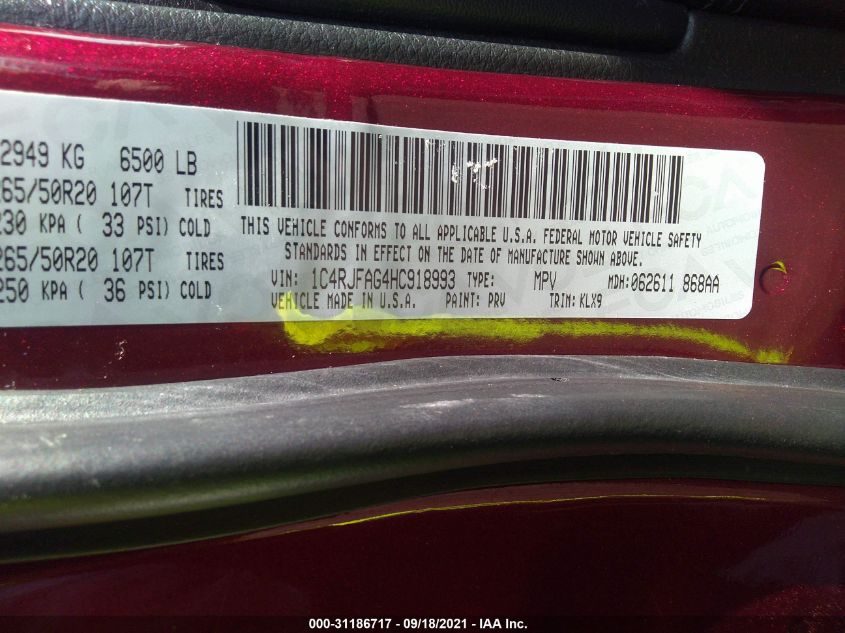 2949 KG 6500 LB
265/50R20 107T TIRES
230 KPA ( 33 PSI) COLD
265/50R20 107T TIRES
250 KPA ( 36 PSI) COLD
THIS VEHICLE CONFORMS TO ALL APPLICABLE U.S.A. FEDERAL MOTOR VEHICLE SAFETY
STANDARDS IN EFFECT ON THE DATE OF MANUFACTURE SHOWN ABOVE.
VIN: 1C4RJFAG4HC918993 TYPE: MPV MDH: 062611 868AA
VEHICLE MADE IN U.S.A. PAINT: PRV TRIM: KLX9
000-31186717 - 09/18/2021 - IAA Inc.